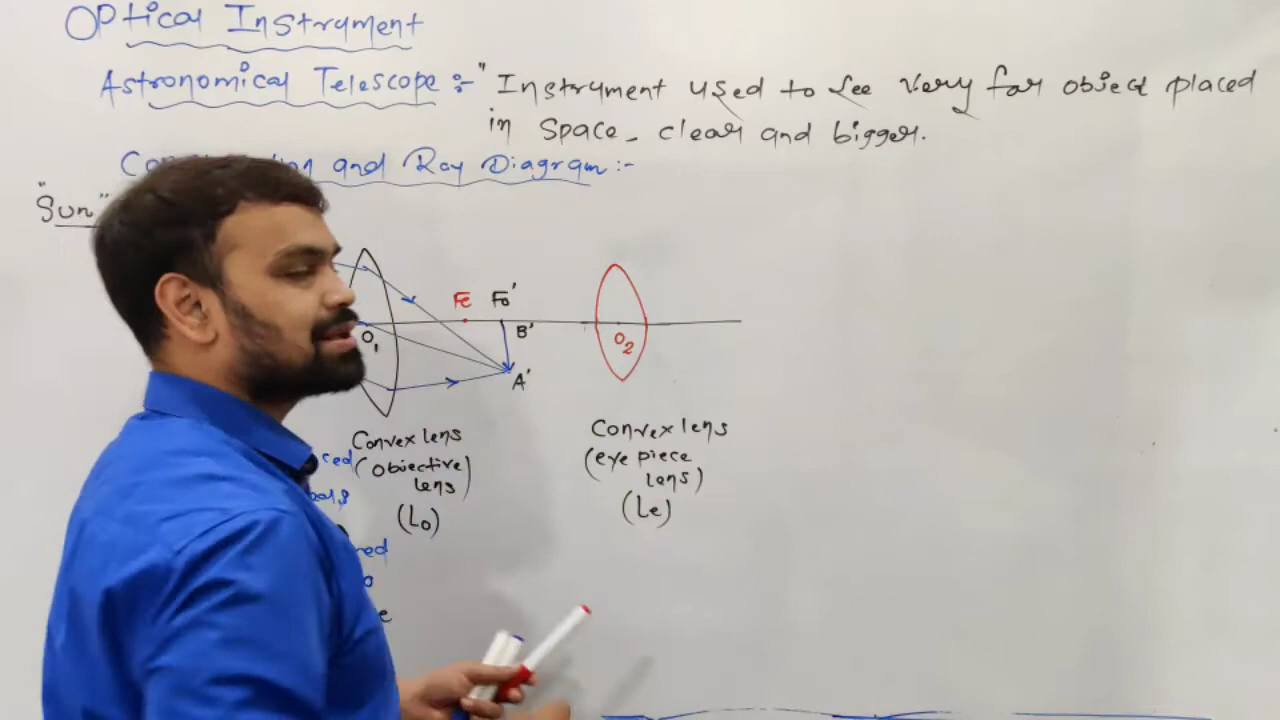 Optical Instrument
Astronomical Telescope :- " Instrument used to see very far object placed
in space - clear and bigger.
and Ray Diagram :-
"Sun"
Fe Fo'
O1 B' O2
A'
Convex lens Convex lens
(objective lens) (eye piece lens)
(Lo) (Le)